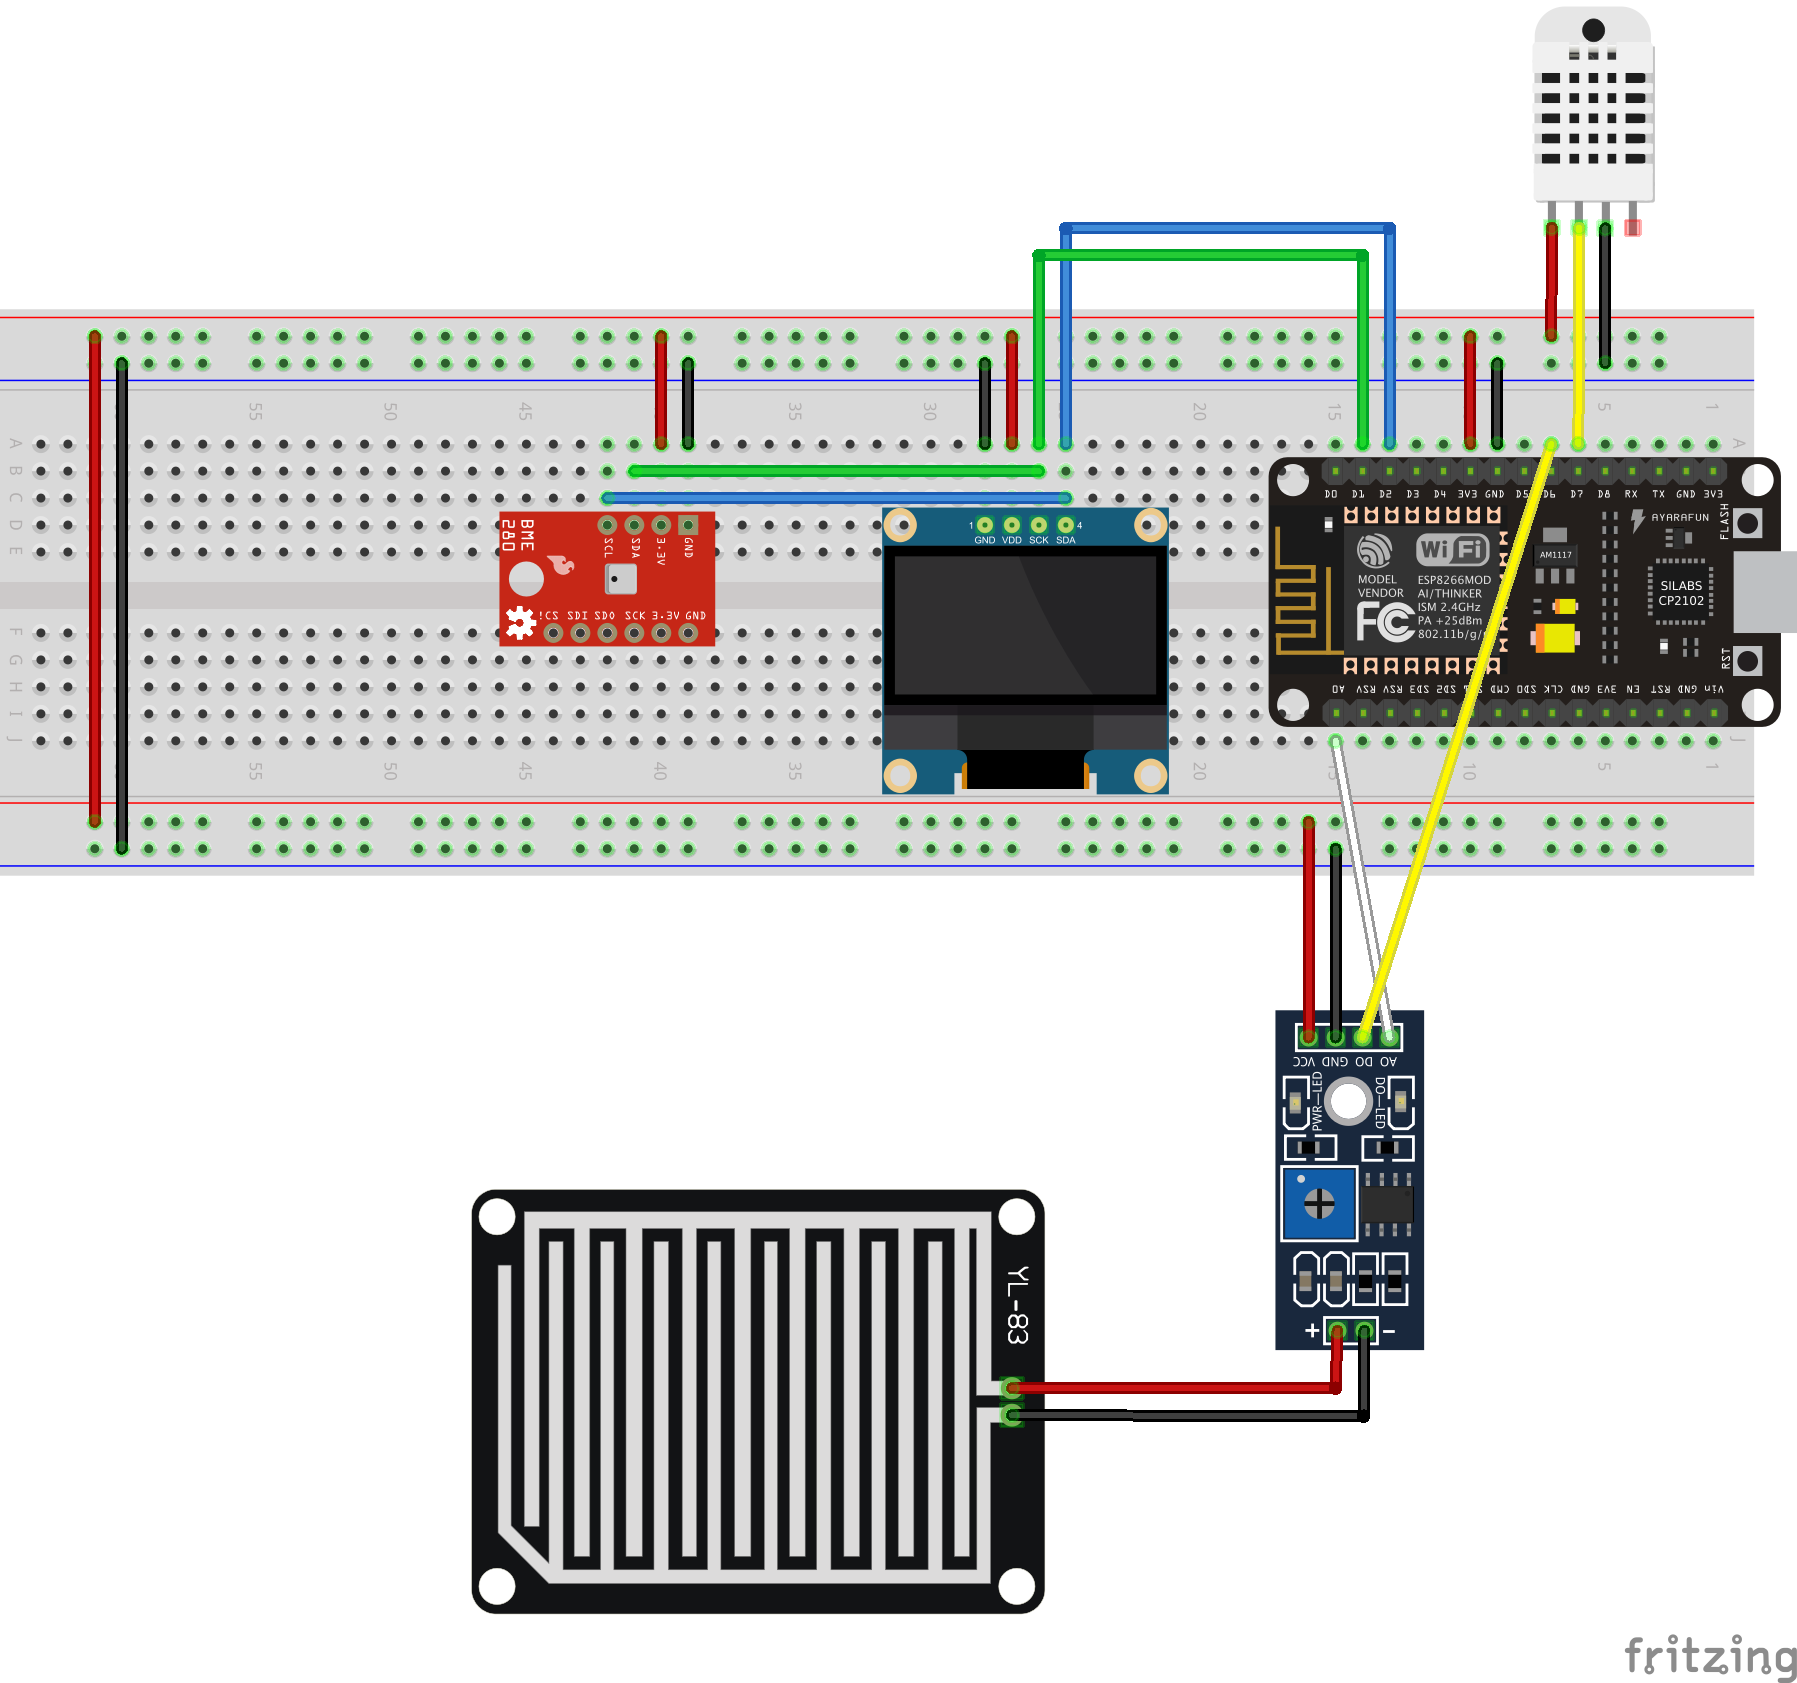 55
50
45
35
30
20
15
5
1
A
B
C
D
E
A
D0 D1 D2 D3 D4 3V3 GND D5 D6 D7 D8 RX TX GND 3V3
AYARAFUN
FLASH
BME
280
SCL
SDA
3.3V
GND
1
GND VDD SCK SDA
4
WiFi
MODEL
VENDOR
ESP8266MOD
AI/THINKER
ISM 2.4GHz
PA +25dBm
802.11b/g/
FC
AM1117
SILABS
CP2102
!CS SDI SDO SCK 3.3V GND
F
G
H
I
J
RST
A0 RSV RSV SD3 SD2 CMD SD0 CLK GND 3V3 EN RST GND Vin
J
55
50
45
40
35
20
15
10
5
1
VCC GND DO AO
PWR-LED
DO-LED
YL-83
+
-
fritzing